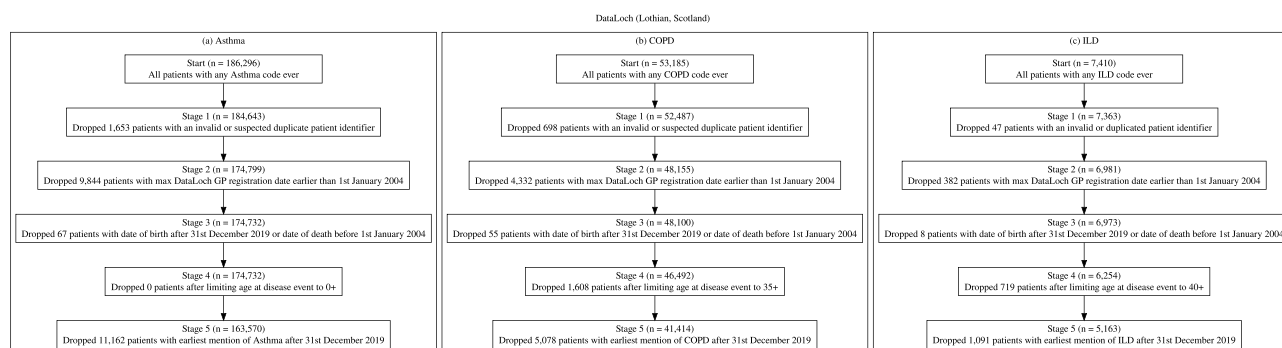 DataLoch (Lothian, Scotland)
(a) Asthma
Start (n = 186,296)
All patients with any Asthma code ever
Stage 1 (n = 184,643)
Dropped 1,653 patients with an invalid or suspected duplicate patient identifier
Stage 2 (n = 174,799)
Dropped 9,844 patients with max DataLoch GP registration date earlier than 1st January 2004
Stage 3 (n = 174,732)
Dropped 67 patients with date of birth after 31st December 2019 or date of death before 1st January 2004
Stage 4 (n = 174,732)
Dropped 0 patients after limiting age at disease event to 0+
Stage 5 (n = 163,570)
Dropped 11,162 patients with earliest mention of Asthma after 31st December 2019
(b) COPD
Start (n = 53,185)
All patients with any COPD code ever
Stage 1 (n = 52,487)
Dropped 698 patients with an invalid or suspected duplicate patient identifier
Stage 2 (n = 48,155)
Dropped 4,332 patients with max DataLoch GP registration date earlier than 1st January 2004
Stage 3 (n = 48,100)
Dropped 55 patients with date of birth after 31st December 2019 or date of death before 1st January 2004
Stage 4 (n = 46,492)
Dropped 1,608 patients after limiting age at disease event to 35+
Stage 5 (n = 41,414)
Dropped 5,078 patients with earliest mention of COPD after 31st December 2019
(c) ILD
Start (n = 7,410)
All patients with any ILD code ever
Stage 1 (n = 7,363)
Dropped 47 patients with an invalid or duplicated patient identifier
Stage 2 (n = 6,981)
Dropped 382 patients with max DataLoch GP registration date earlier than 1st January 2004
Stage 3 (n = 6,973)
Dropped 8 patients with date of birth after 31st December 2019 or date of death before 1st January 2004
Stage 4 (n = 6,254)
Dropped 719 patients after limiting age at disease event to 40+
Stage 5 (n = 5,163)
Dropped 1,091 patients with earliest mention of ILD after 31st December 2019